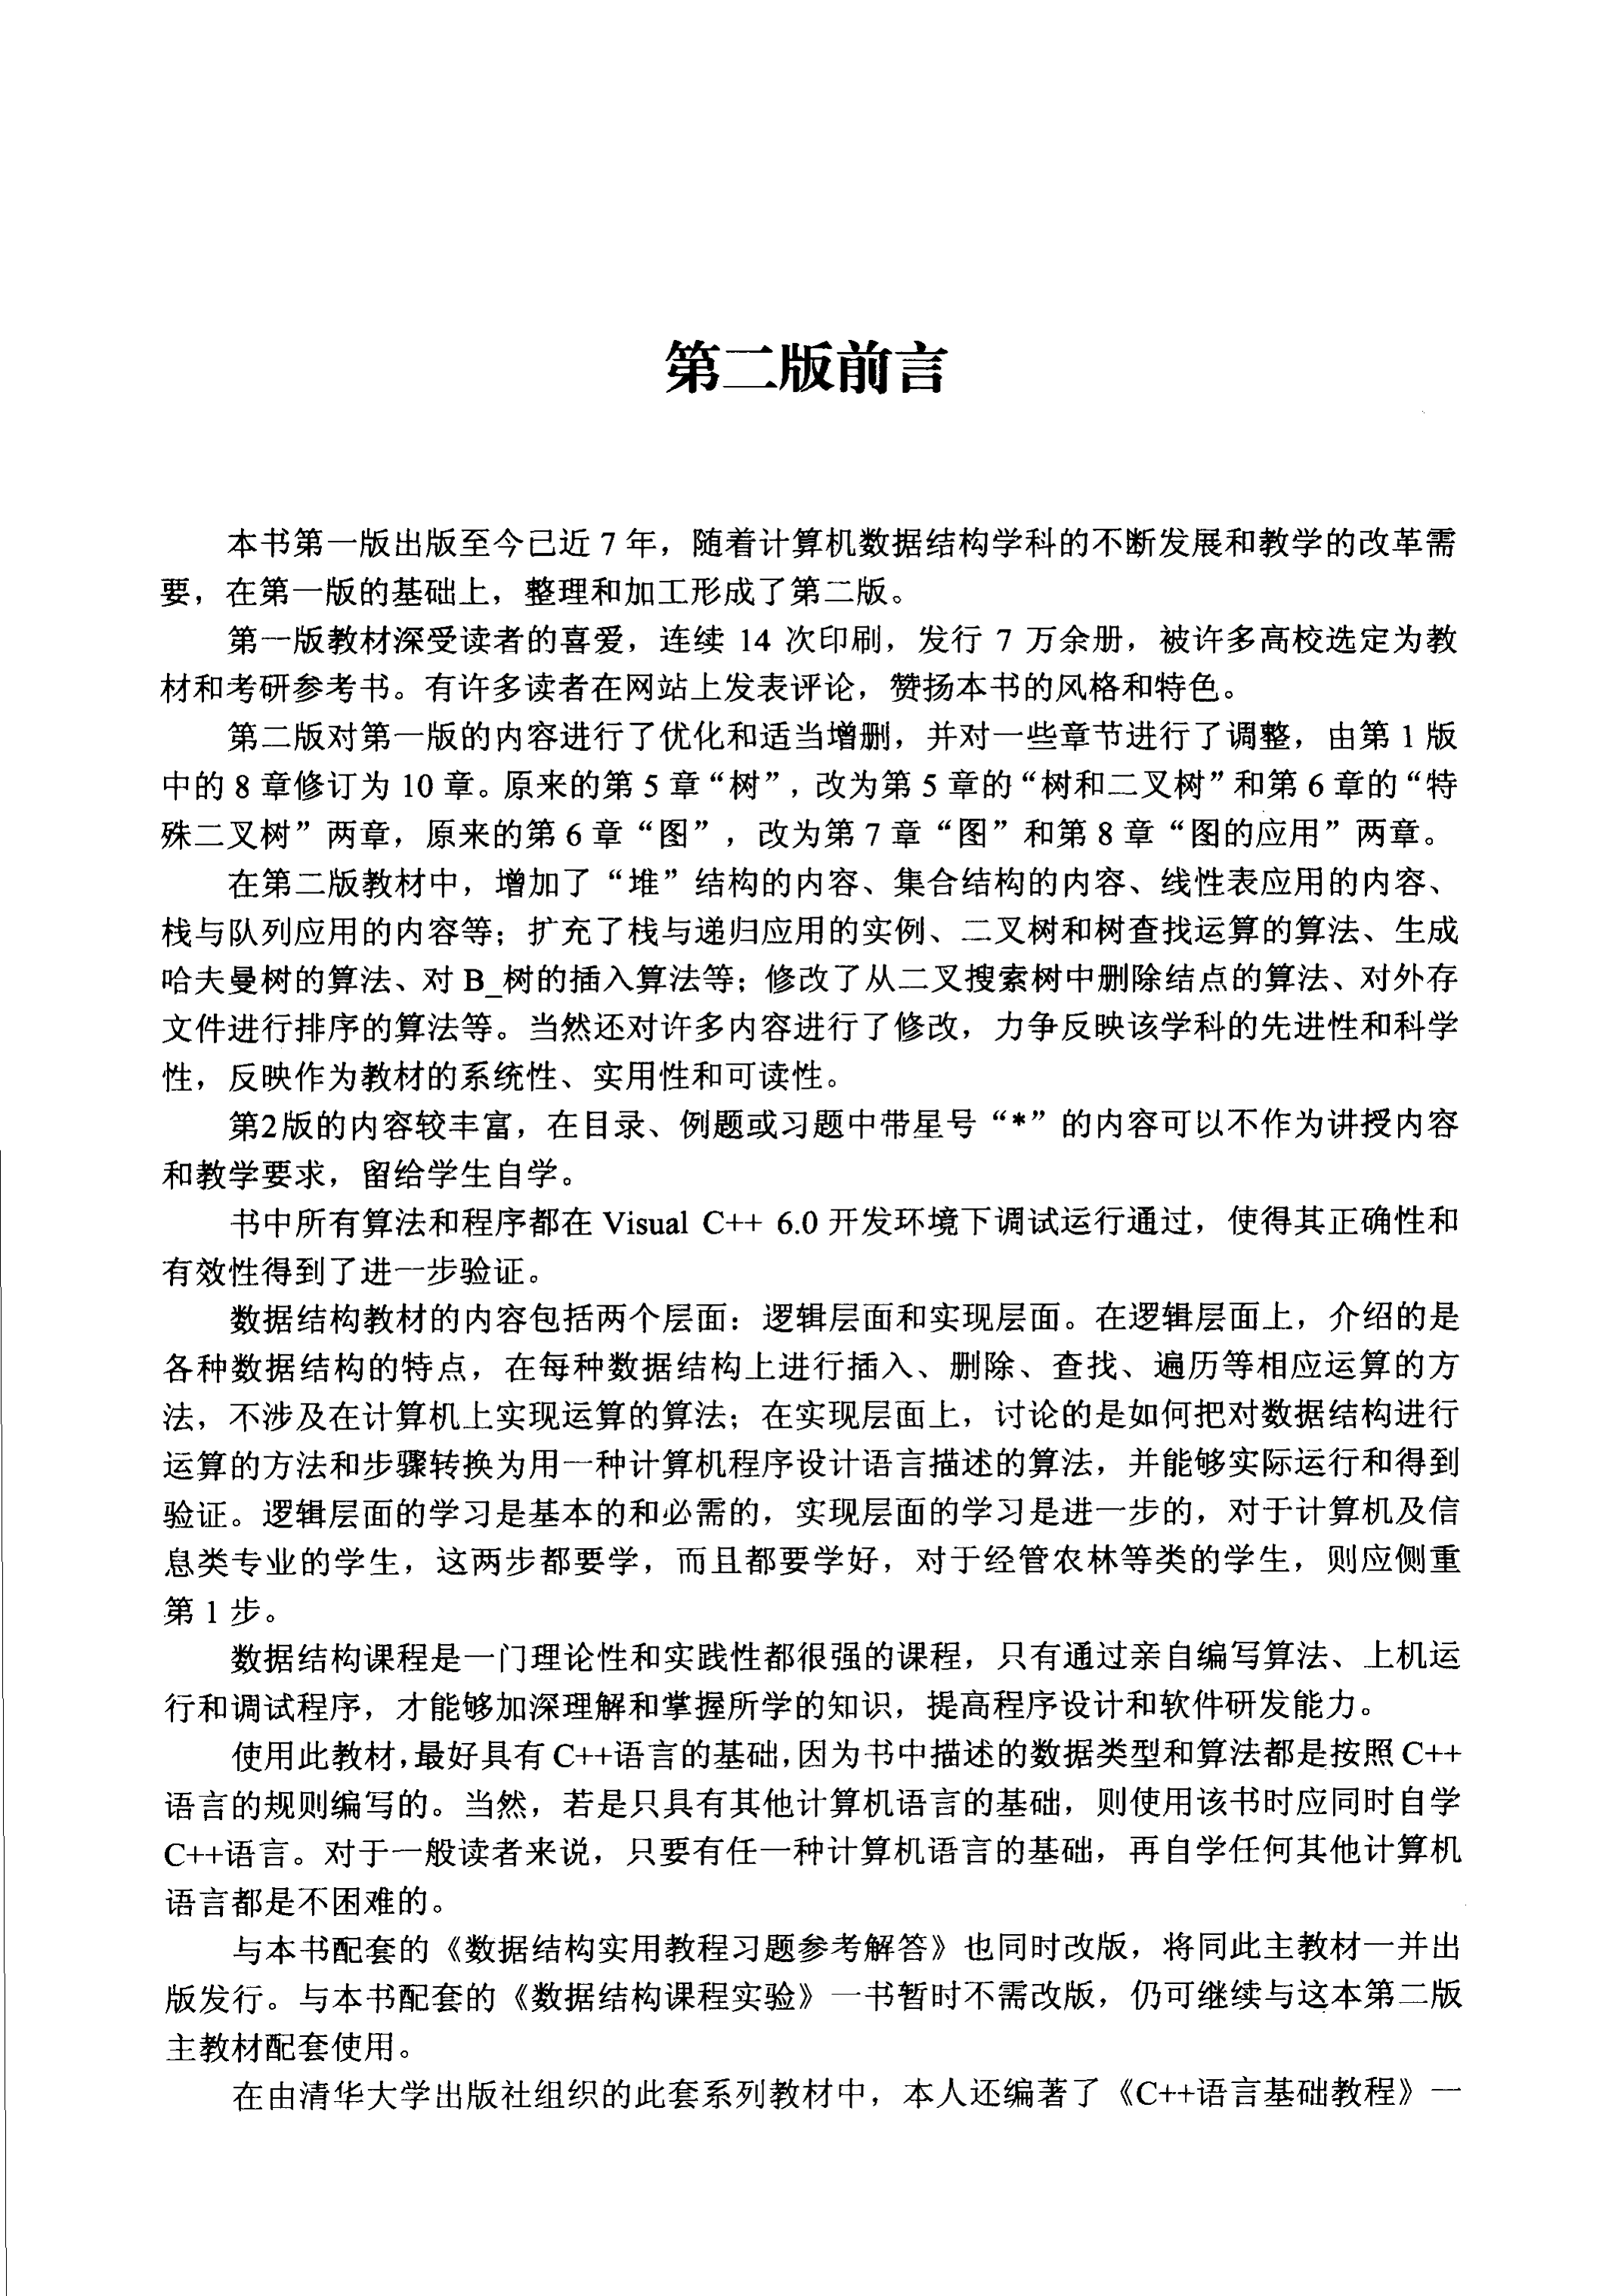 第二版前言
本书第一版出版至今已近 7 年，随着计算机数据结构学科的不断发展和教学的改革需
要，在第一版的基础上，整理和加工形成了第二版。
第一版教材深受读者的喜爱，连续 14 次印刷，发行 7 万余册，被许多高校选定为教
材和考研参考书。有许多读者在网站上发表评论，赞扬本书的风格和特色。
第二版对第一版的内容进行了优化和适当增删，并对一些章节进行了调整，由第 1 版
中的 8 章修订为 10 章。原来的第 5 章“树”，改为第 5 章的“树和二叉树”和第 6 章的“特
殊二叉树”两章，原来的第 6 章“图”，改为第 7 章“图”和第 8 章“图的应用”两章。
在第二版教材中，增加了“堆”结构的内容、集合结构的内容、线性表应用的内容、
栈与队列应用的内容等；扩充了栈与递归应用的实例、二叉树和树查找运算的算法、生成
哈夫曼树的算法、对 B_树的插入算法等；修改了从二叉搜索树中删除结点的算法、对外存
文件进行排序的算法等。当然还对许多内容进行了修改，力争反映该学科的先进性和科学
性，反映作为教材的系统性、实用性和可读性。
第2版的内容较丰富，在目录、例题或习题中带星号“*”的内容可以不作为讲授内容
和教学要求，留给学生自学。
书中所有算法和程序都在 Visual C++ 6.0 开发环境下调试运行通过，使得其正确性和
有效性得到了进一步验证。
数据结构教材的内容包括两个层面：逻辑层面和实现层面。在逻辑层面上，介绍的是
各种数据结构的特点，在每种数据结构上进行插入、删除、查找、遍历等相应运算的方
法，不涉及在计算机上实现运算的算法；在实现层面上，讨论的是如何把对数据结构进行
运算的方法和步骤转换为用一种计算机程序设计语言描述的算法，并能够实际运行和得到
验证。逻辑层面的学习是基本的和必需的，实现层面的学习是进一步的，对于计算机及信
息类专业的学生，这两步都要学，而且都要学好，对于经管农林等类的学生，则应侧重
第 1 步。
数据结构课程是一门理论性和实践性都很强的课程，只有通过亲自编写算法、上机运
行和调试程序，才能够加深理解和掌握所学的知识，提高程序设计和软件研发能力。
使用此教材，最好具有 C++语言的基础，因为书中描述的数据类型和算法都是按照 C++
语言的规则编写的。当然，若是只具有其他计算机语言的基础，则使用该书时应同时自学
C++语言。对于一般读者来说，只要有任一种计算机语言的基础，再自学任何其他计算机
语言都是不困难的。
与本书配套的《数据结构实用教程习题参考解答》也同时改版，将同此主教材一并出
版发行。与本书配套的《数据结构课程实验》一书暂时不需改版，仍可继续与这本第二版
主教材配套使用。
在由清华大学出版社组织的此套系列教材中，本人还编著了《C++语言基础教程》一